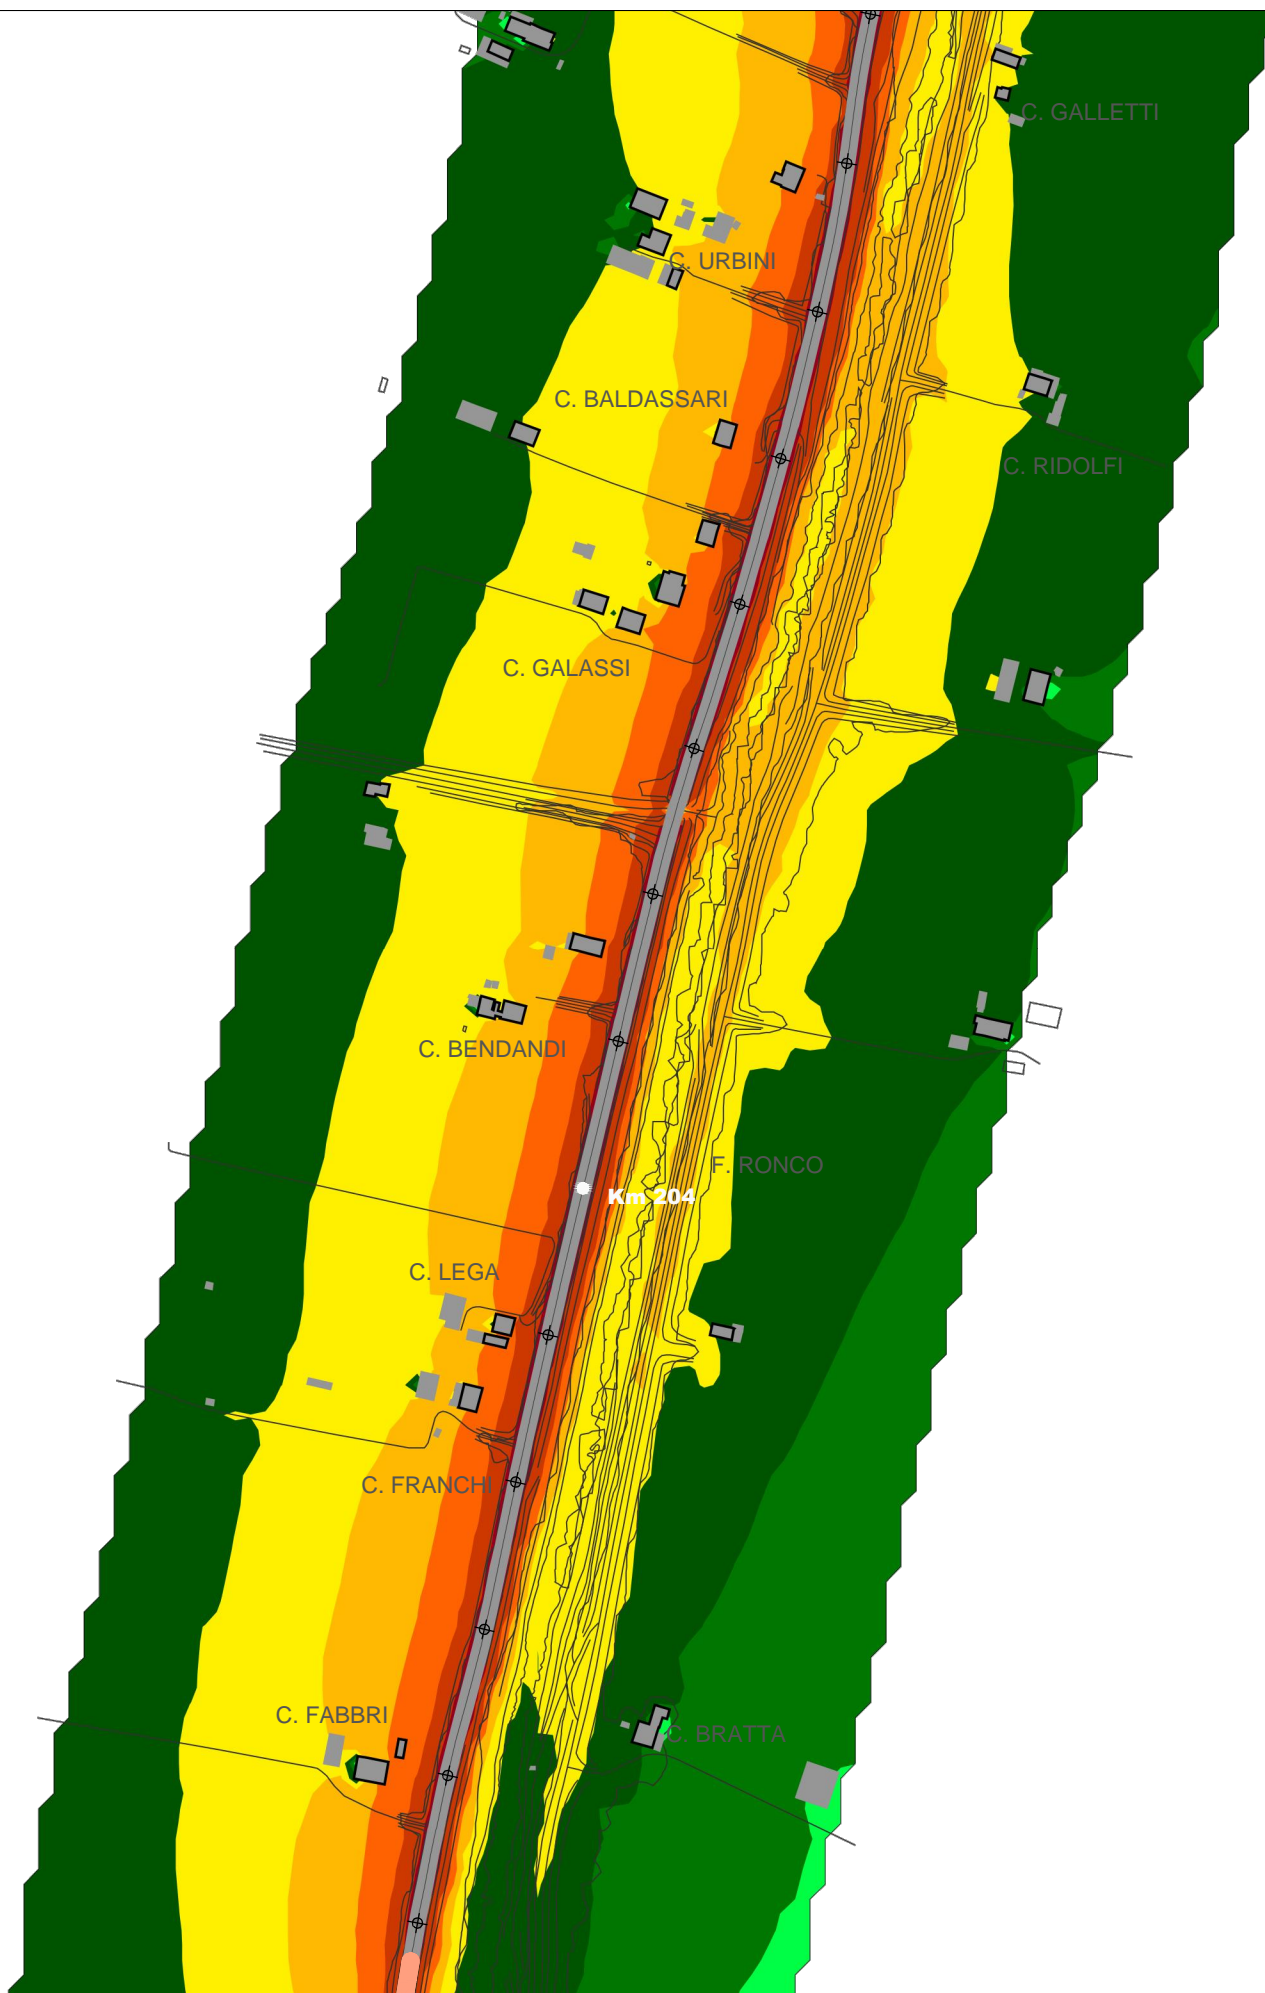 C. GALLETTI
C. URBINI
C. BALDASSARI
C. RIDOLFI
C. GALASSI
C. BENDANDI
F. RONCO
Km 204
C. LEGA
C. FRANCHI
C. FABBRI
C. BRATTA